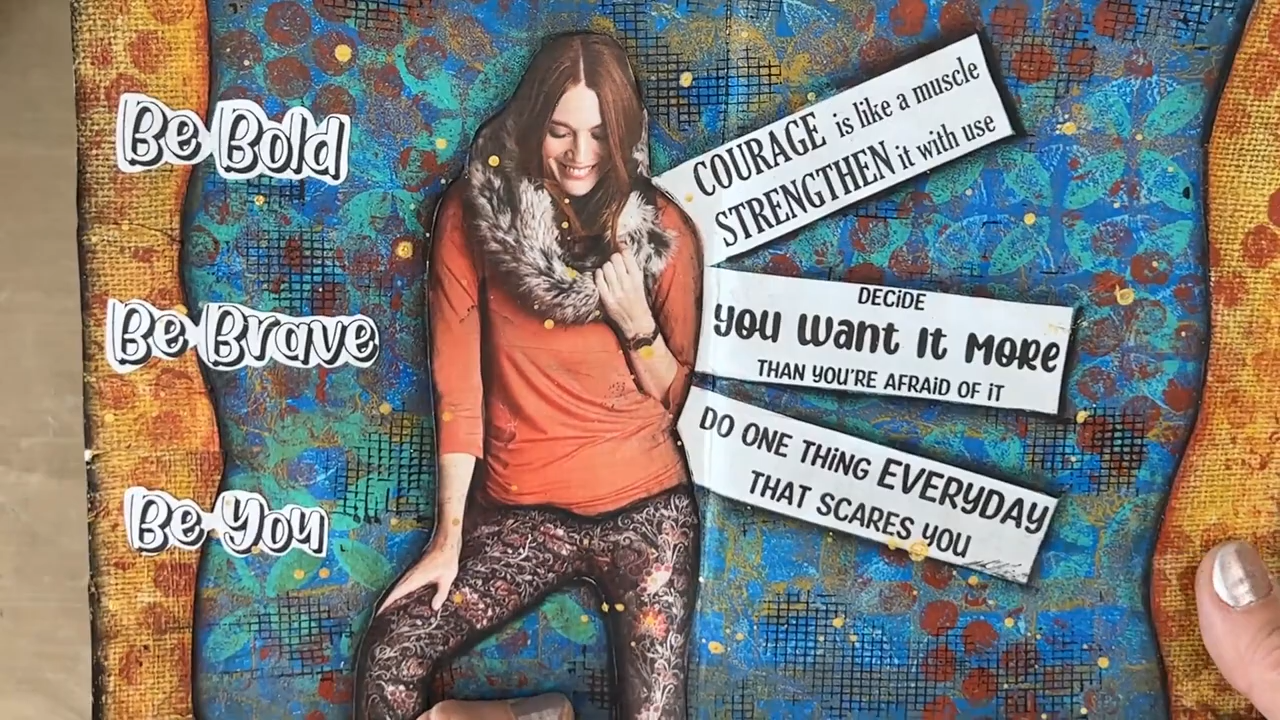 Be Bold
Be Brave
Be You
COURAGE is like a muscle
STRENGTHEN it with use
DECiDE
you want it MORE
THAN YOU'RE AFRAiD OF iT
DO ONE THiNG EVERYDAY
THAT SCARES YOU